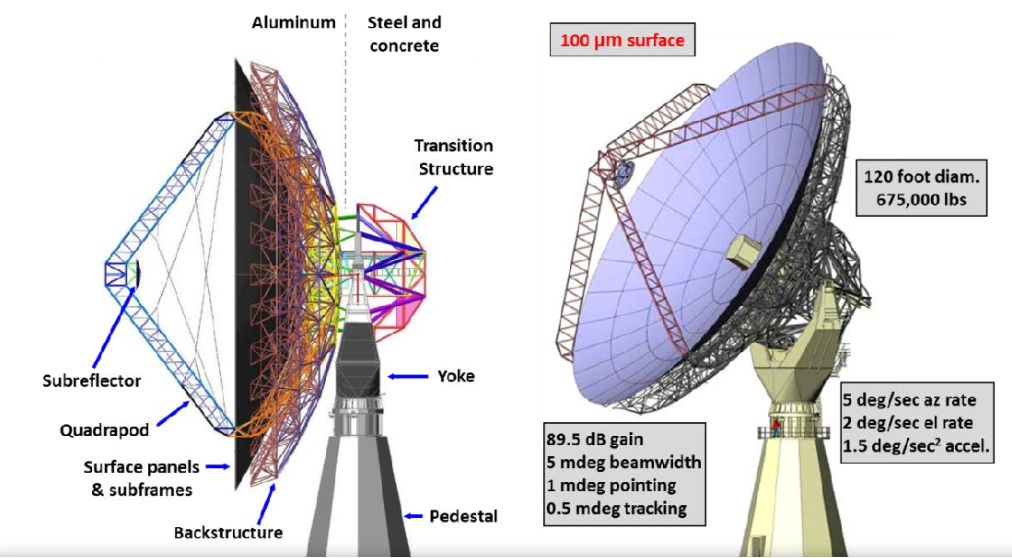 Aluminum
Steel and
concrete
Transition
Structure
Subreflector
Quadrapod
Surface panels
& subframes
Backstructure
Yoke
Pedestal
100 µm surface
120 foot diam.
675,000 lbs
5 deg/sec az rate
2 deg/sec el rate
1.5 deg/sec² accel.
89.5 dB gain
5 mdeg beamwidth
1 mdeg pointing
0.5 mdeg tracking